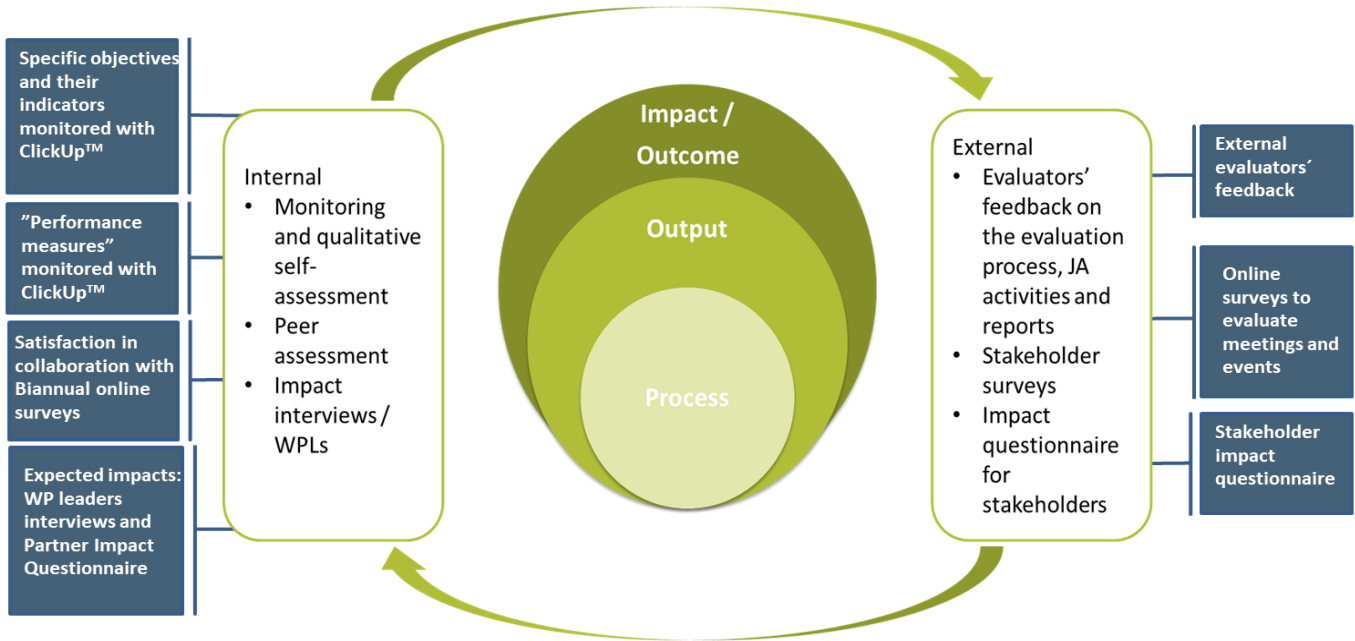 Specific objectives
and their
indicators
monitored with
ClickUp™
”Performance
measures”
monitored with
ClickUp™
Satisfaction in
collaboration with
Biannual online
surveys
Expected impacts:
WP leaders
interviews and
Partner Impact
Questionnaire
Internal
• Monitoring
and qualitative
self-
assessment
• Peer
assessment
• Impact
interviews /
WPLs
Impact /
Outcome
Output
Process
External
• Evaluators’
feedback on
the evaluation
process, JA
activities and
reports
• Stakeholder
surveys
• Impact
questionnaire
for
stakeholders
External
evaluators´
feedback
Online
surveys to
evaluate
meetings and
events
Stakeholder
impact
questionnaire